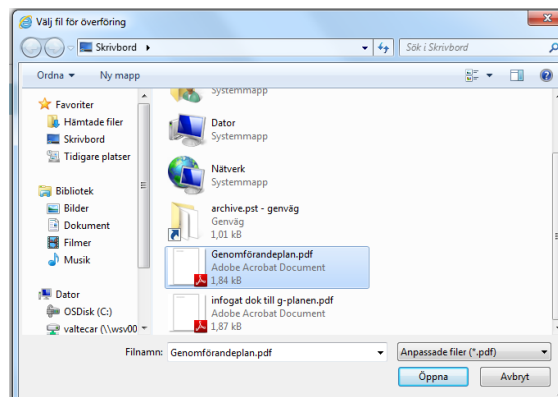 Välj fil för överföring
Skrivbord
Sök i Skrivbord
Ordna
Ny mapp
Favoriter
Hämtade filer
Skrivbord
Tidigare platser
Bibliotek
Bilder
Dokument
Filmer
Musik
Dator
OSDisk (C:)
valtecar (\\wsv00
Systemmapp
Dator
Systemmapp
Nätverk
Systemmapp
archive.pst - genväg
Genväg
1,01 kB
Genomförandeplan.pdf
Adobe Acrobat Document
1,84 kB
infogat dok till g-planen.pdf
Adobe Acrobat Document
1,87 kB
Filnamn: Genomförandeplan.pdf
Anpassade filer (*.pdf)
Öppna Avbryt